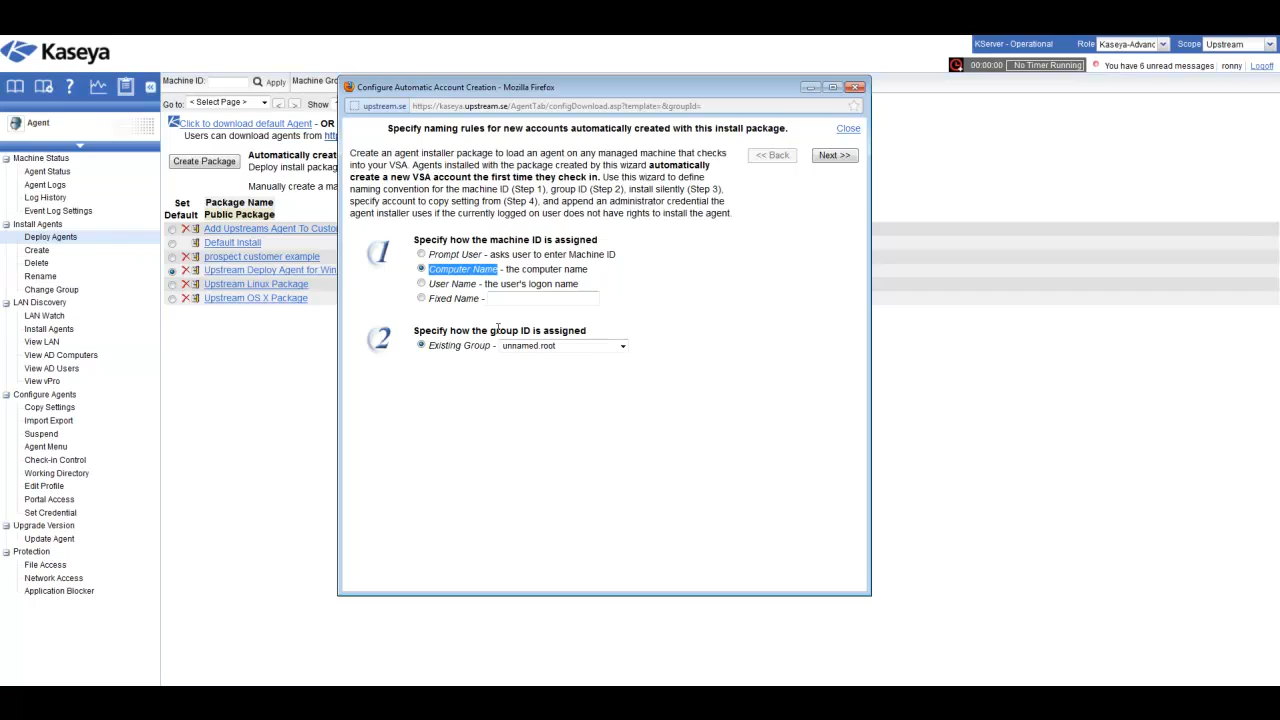 Kaseya
KServer - Operational
Role
Kaseya-Advanc
Scope
Upstream
00:00:00
No Timer Running
You have 6 unread messages
ronny
Logoff
Machine ID:
Apply
Machine Gro
Go to:
< Select Page >
<
>
Show
Agent
Click to download default Agent - OR
Users can download agents from
Create Package
Automatically creat
Deploy install packag
Manually create a ma
Set
Default
Package Name
Public Package
Add Upstreams Agent To Custo
Default Install
prospect customer example
Upstream Deploy Agent for Win
Upstream Linux Package
Upstream OS X Package
Machine Status
Agent Status
Agent Logs
Log History
Event Log Settings
Install Agents
Deploy Agents
Create
Delete
Rename
Change Group
LAN Discovery
LAN Watch
Install Agents
View LAN
View AD Computers
View AD Users
View vPro
Configure Agents
Copy Settings
Import Export
Suspend
Agent Menu
Check-in Control
Working Directory
Edit Profile
Portal Access
Set Credential
Upgrade Version
Update Agent
Protection
File Access
Network Access
Application Blocker
Configure Automatic Account Creation - Mozilla Firefox
upstream.se
https://kaseya.upstream.se/AgentTab/configDownload.asp?template=&groupId=
Specify naming rules for new accounts automatically created with this install package.
Close
Create an agent installer package to load an agent on any managed machine that checks
into your VSA. Agents installed with the package created by this wizard automatically
create a new VSA account the first time they check in. Use this wizard to define
naming convention for the machine ID (Step 1), group ID (Step 2), install silently (Step 3),
specify account to copy setting from (Step 4), and append an administrator credential the
agent installer uses if the currently logged on user does not have rights to install the agent.
<< Back
Next >>
1
Specify how the machine ID is assigned
Prompt User - asks user to enter Machine ID
Computer Name - the computer name
User Name - the user's logon name
Fixed Name -
2
Specify how the group ID is assigned
Existing Group - unnamed.root